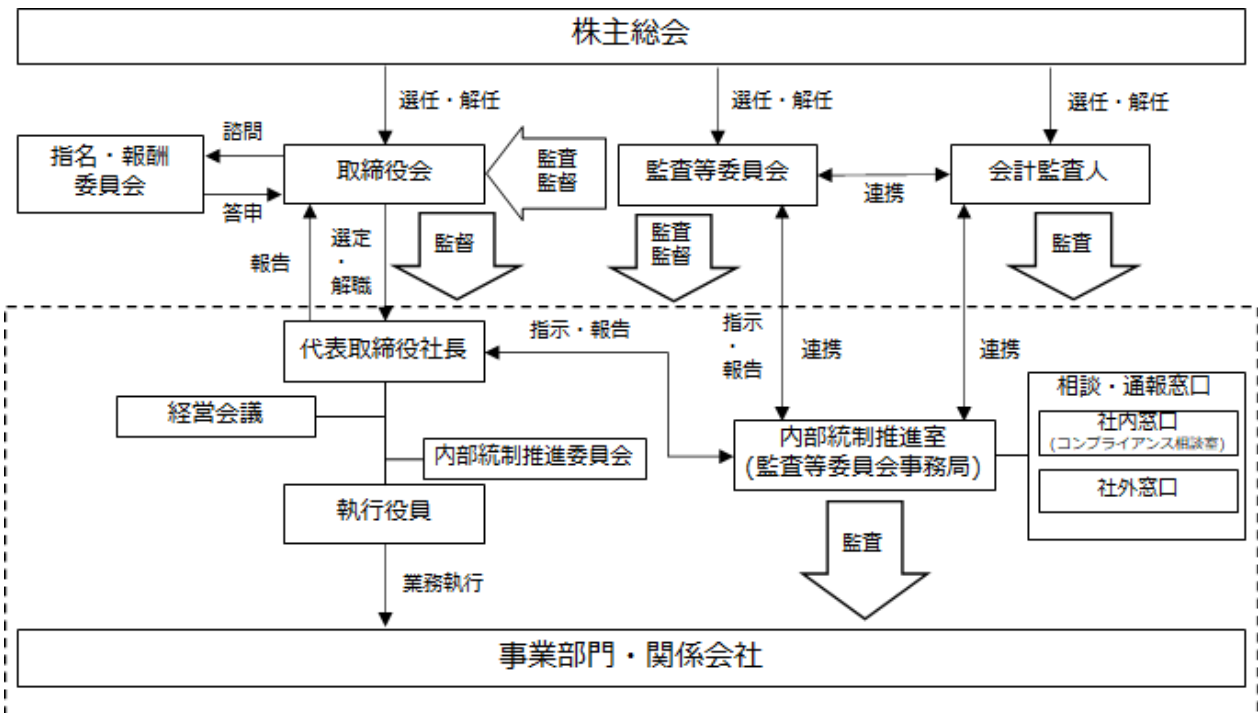 株主総会
選任・解任
選任・解任
選任・解任
諮問
指名・報酬
委員会
答申
取締役会
監査
監督
監査等委員会
連携
会計監査人
報告
選定
・
解職
監督
監査
監督
監査
代表取締役社長
指示・報告
指示
・
報告
連携
連携
経営会議
内部統制推進委員会
執行役員
内部統制推進室
(監査等委員会事務局)
相談・通報窓口
社内窓口
(コンプライアンス相談室)
社外窓口
監査
業務執行
事業部門・関係会社